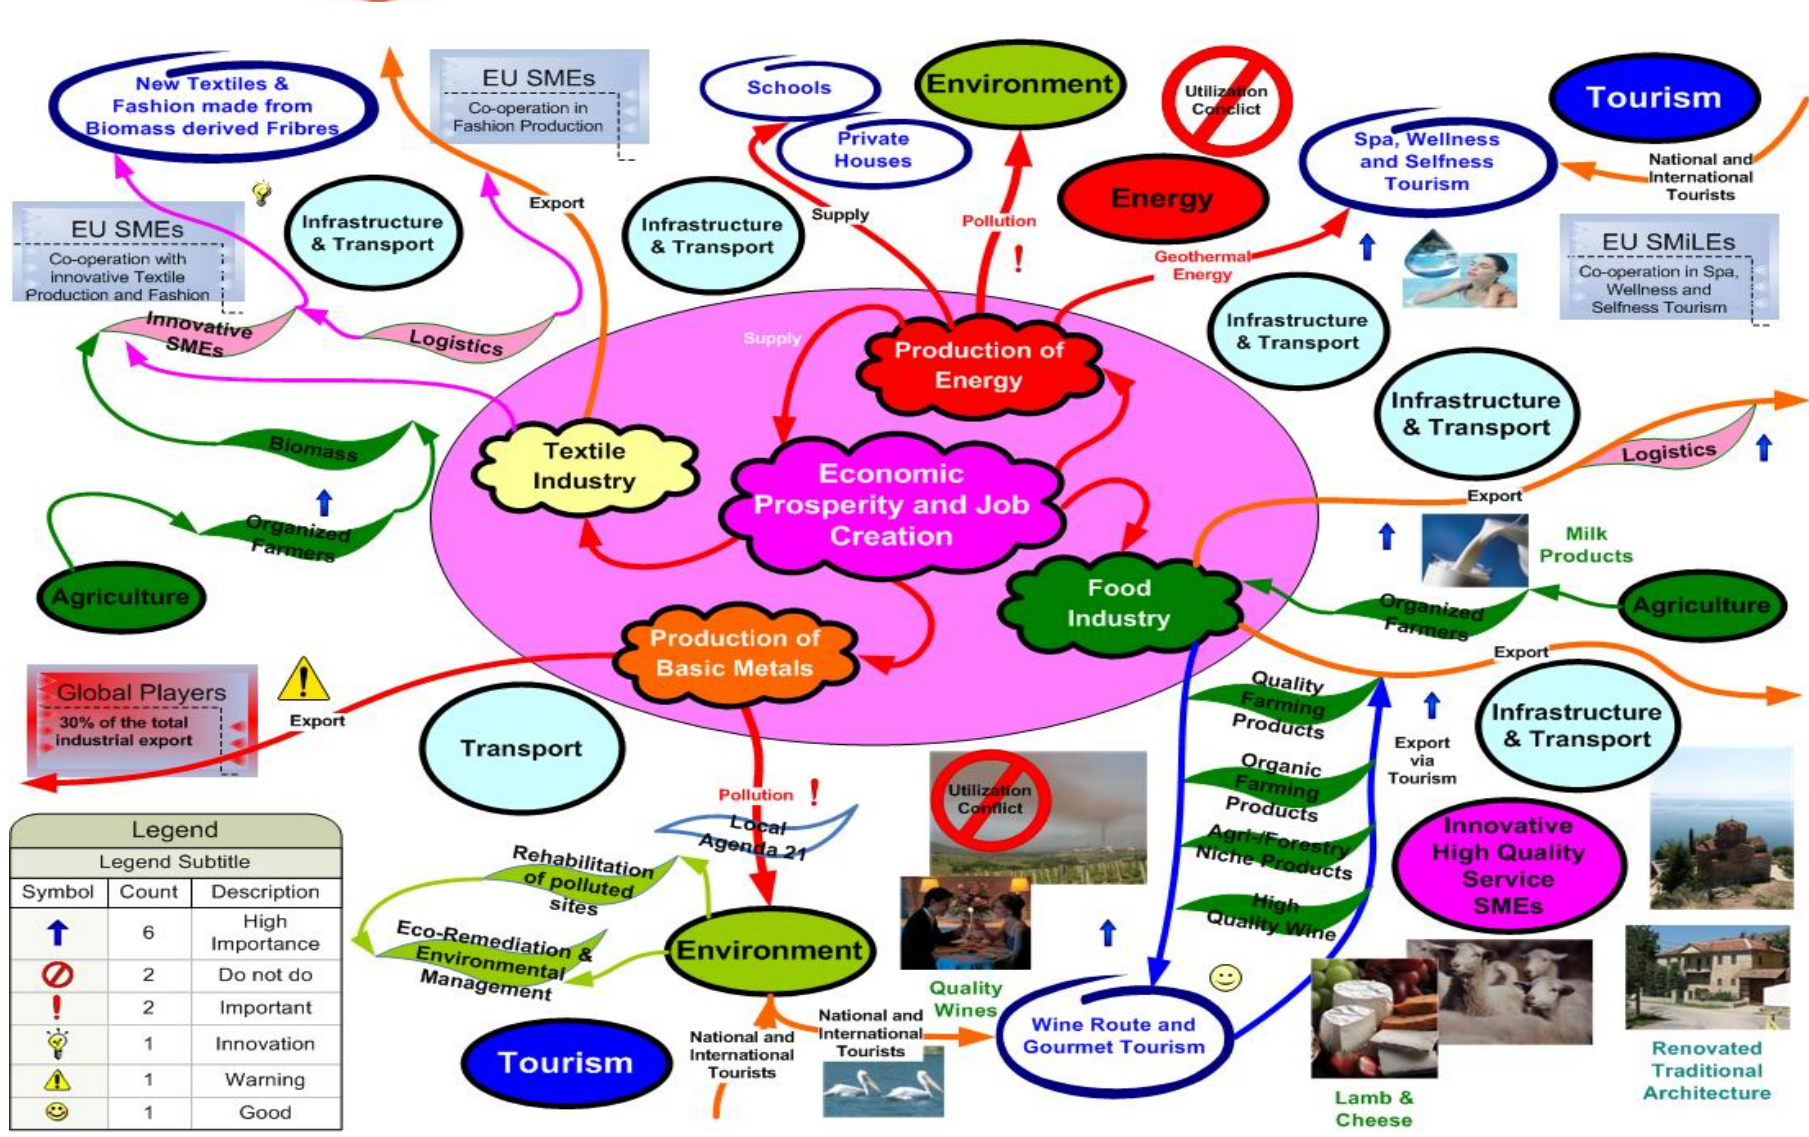 New Textiles &
Fashion made from
Biomass derived Fribres
EU SMEs
Co-operation in
Fashion Production
Schools
Private
Houses
Environment
Utilization
Conclict
Energy
Spa, Wellness
and Selfness
Tourism
Tourism
National and
International
Tourists
EU SMEs
Co-operation with
innovative Textile
Production and Fashion
Infrastructure
& Transport
Export
Infrastructure
& Transport
Supply
Pollution
!
Geothermal
Energy
EU SMiLEs
Co-operation in Spa,
Wellness and
Selfness Tourism
Infrastructure
& Transport
Innovative
SMEs
Logistics
Supply
Production of
Energy
Infrastructure
& Transport
Logistics
Export
Biomass
Textile
Industry
Economic
Prosperity and Job
Creation
Organized
Farmers
Agriculture
Food
Industry
Milk
Products
Organized
Farmers
Agriculture
Production of
Basic Metals
Global Players
30% of the total
industrial export
Export
Transport
Export
Quality
Farming
Products
Organic
Farming
Products
Agri-/Forestry
Niche Products
High
Quality Wine
Export
via
Tourism
Infrastructure
& Transport
Innovative
High Quality
Service
SMEs
Pollution
!
Local
Agenda 21
Utilization
Conflict
Rehabilitation
of polluted
sites
Eco-Remediation &
Environmental
Management
Environment
Quality
Wines
Tourism
National and
International
Tourists
National and
International
Tourists
Wine Route and
Gourmet Tourism
Lamb &
Cheese
Renovated
Traditional
Architecture
Legend
Legend Subtitle
Symbol Count Description
6 High
Importance
2 Do not do
! 2 Important
1 Innovation
1 Warning
1 Good